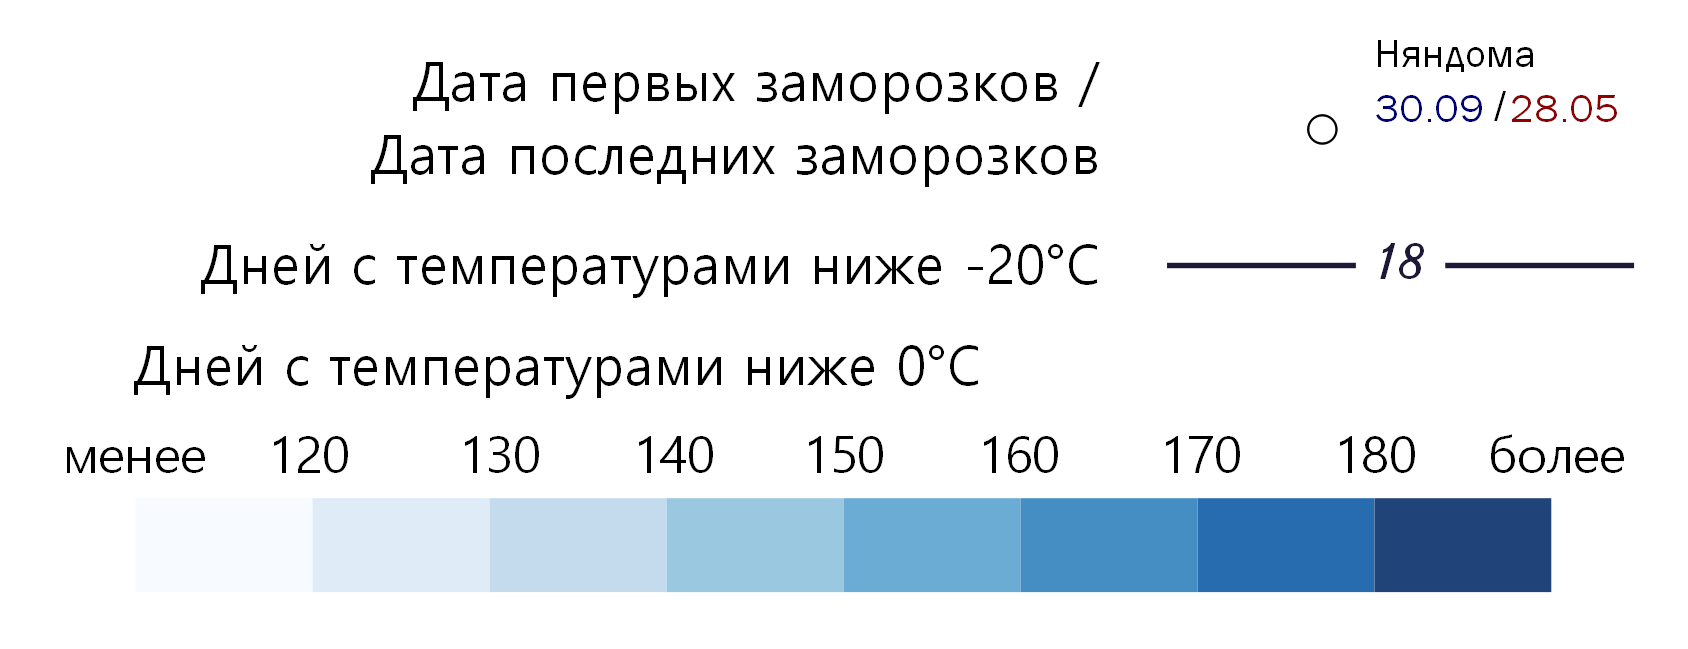 Дата первых заморозков /
Дата последних заморозков
Няндома
30.09 / 28.05
Дней с температурами ниже -20°C
18
Дней с температурами ниже 0°C
менее 120 130 140 150 160 170 180 более